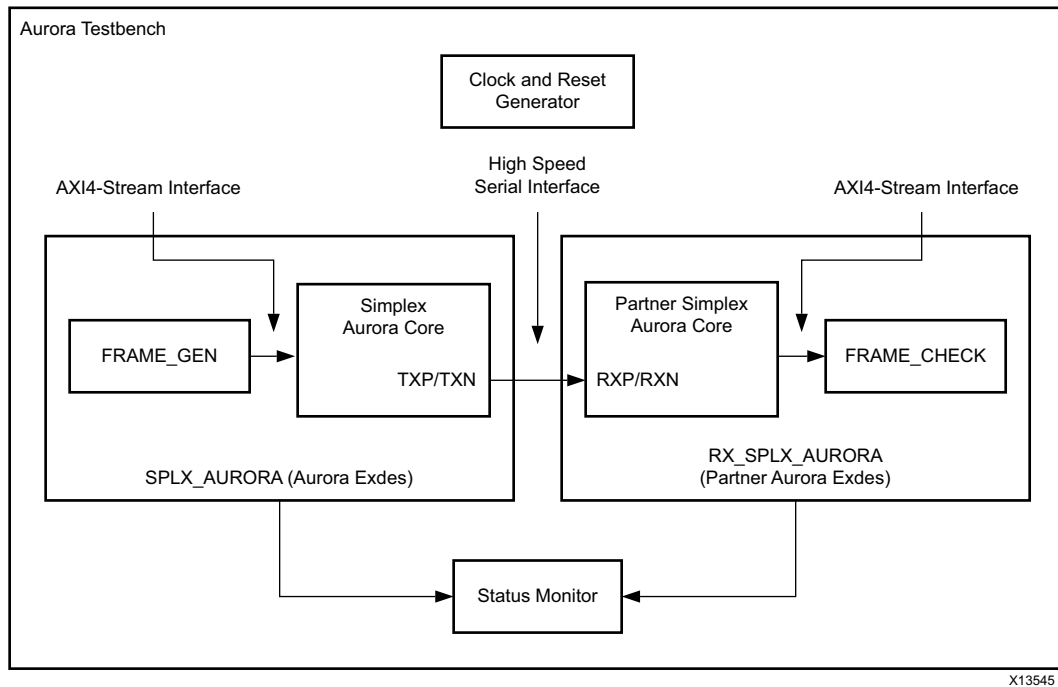 Aurora Testbench
Clock and Reset
Generator
AXI4-Stream Interface
High Speed
Serial Interface
AXI4-Stream Interface
FRAME_GEN
Simplex
Aurora Core
TXP/TXN
SPLX_AURORA (Aurora Exdes)
Partner Simplex
Aurora Core
RXP/RXN
FRAME_CHECK
RX_SPLX_AURORA
(Partner Aurora Exdes)
Status Monitor
X13545